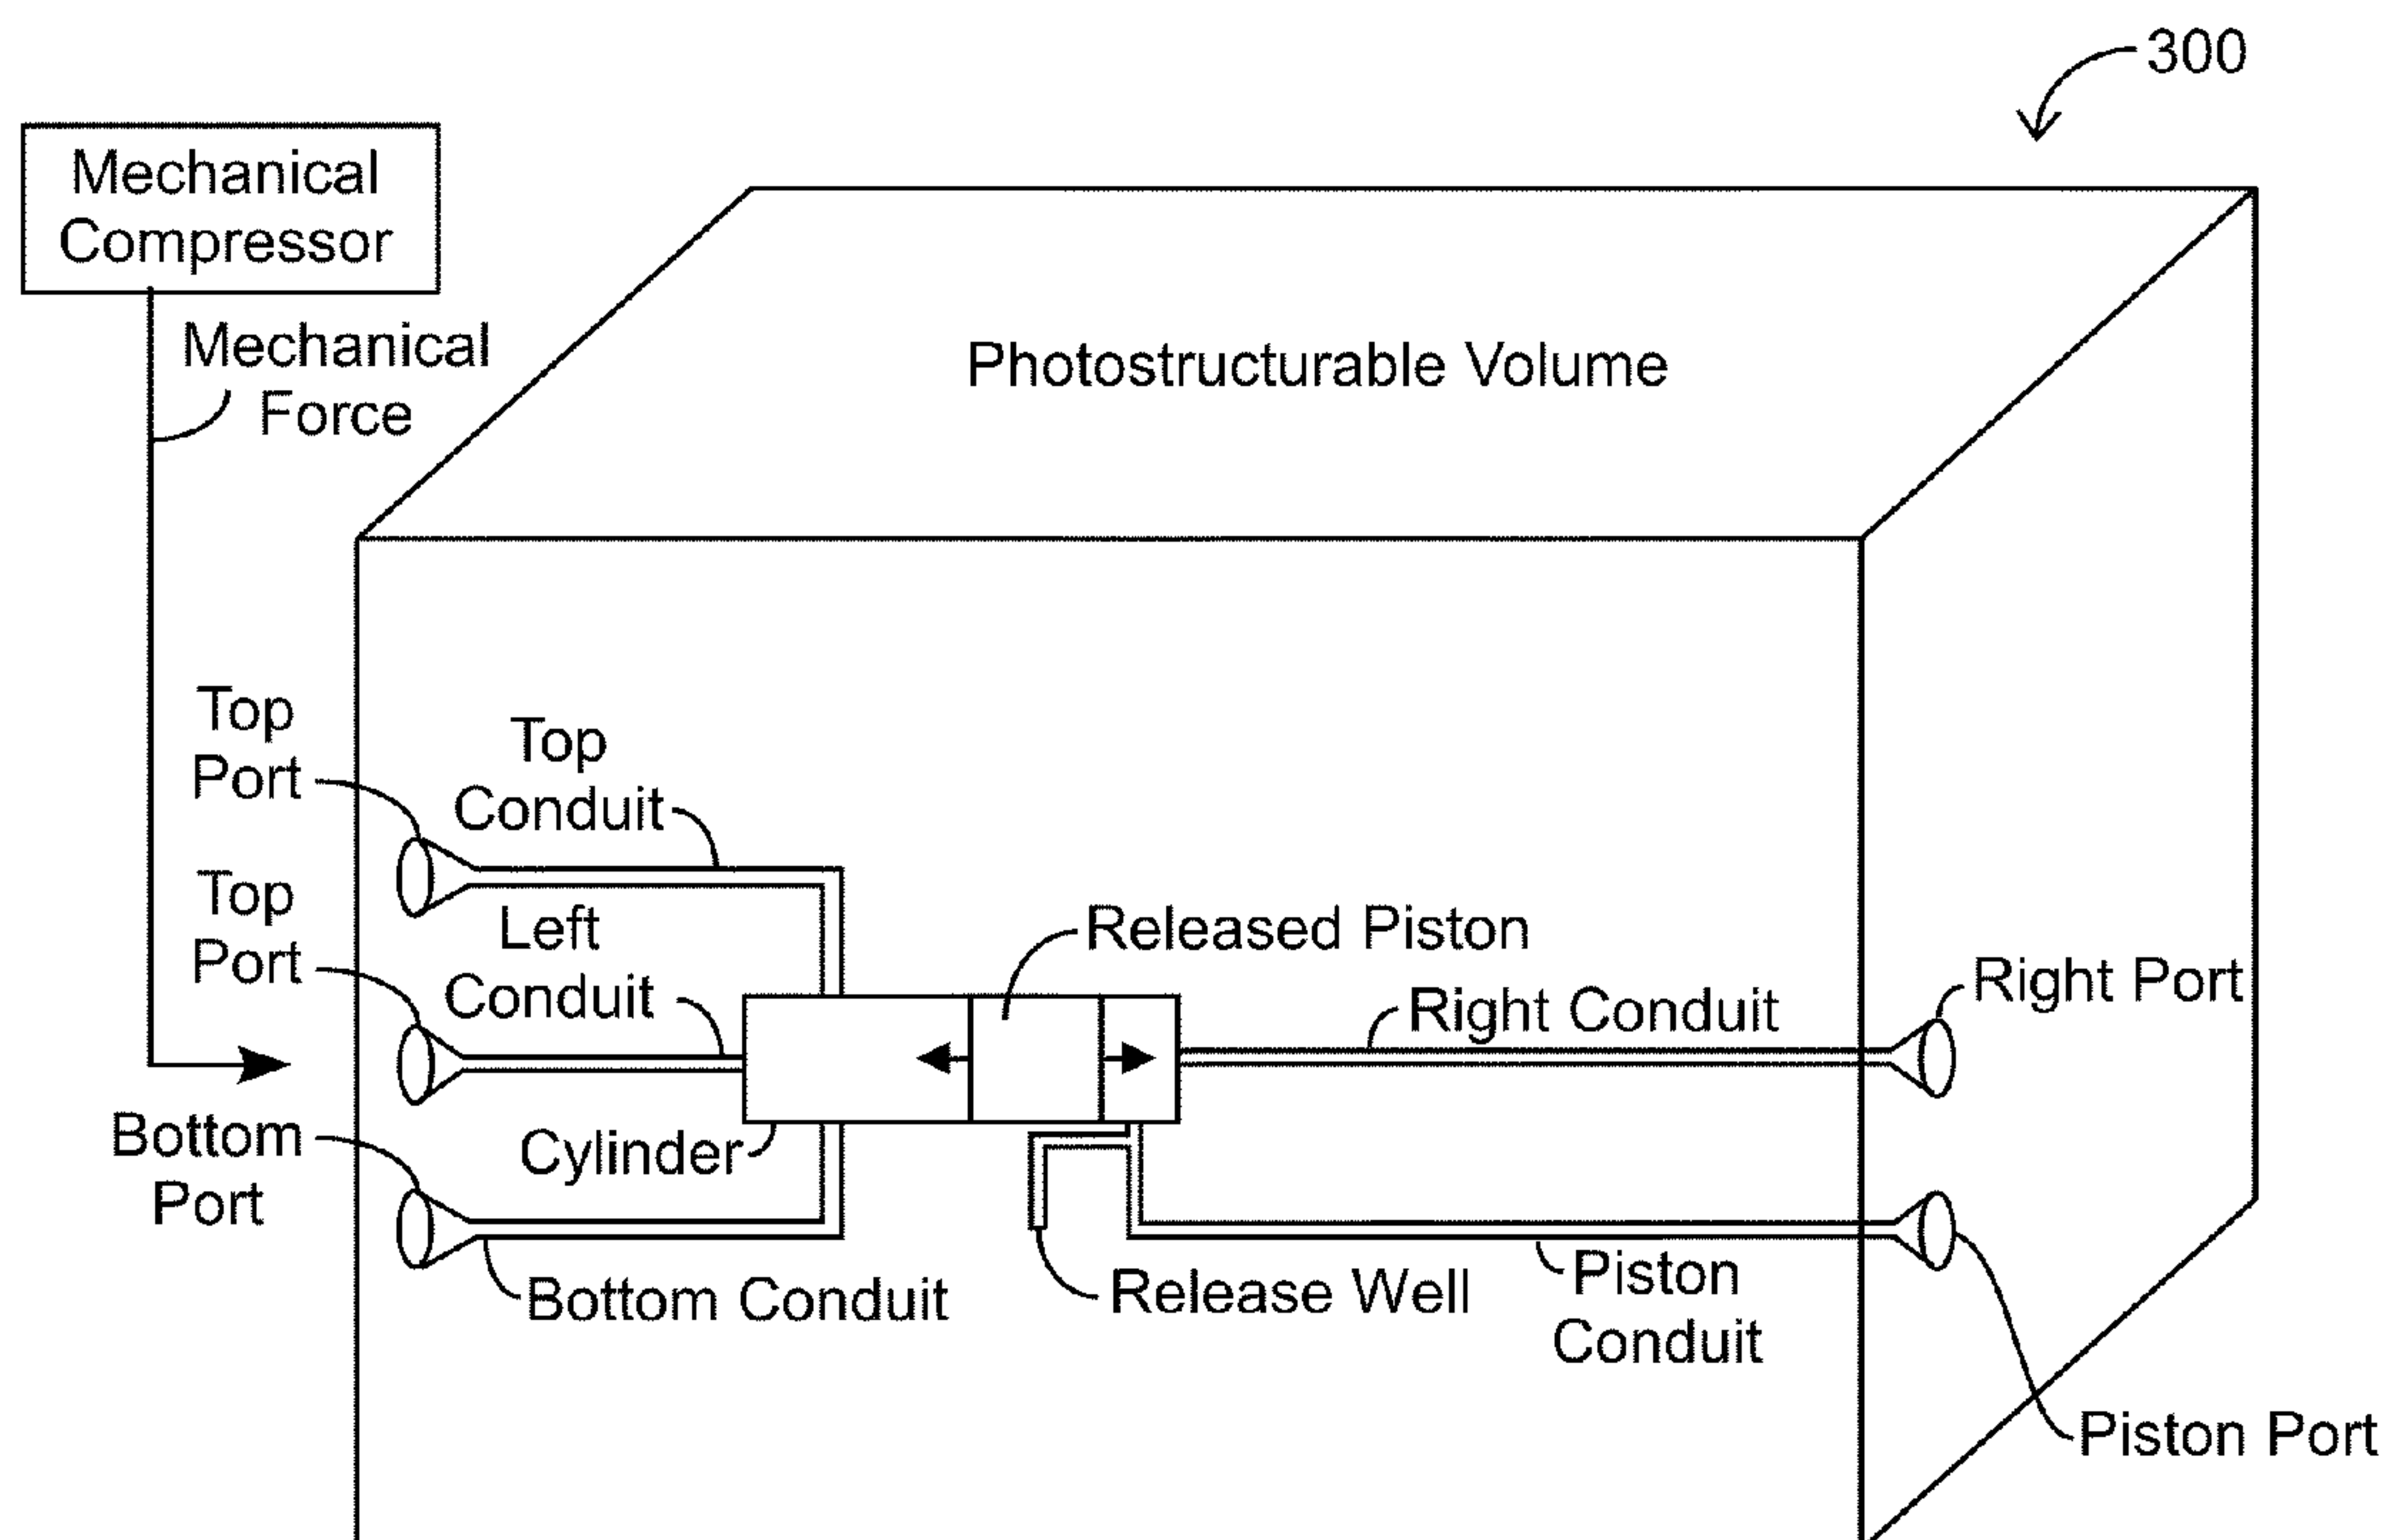 300
Mechanical
Compressor
Mechanical
Force
Photostructurable Volume
Top
Port
Top
Conduit
Top
Port
Left
Conduit
Released Piston
Right Conduit
Right Port
Bottom
Port
Cylinder
Bottom Conduit
Release Well
Piston
Conduit
Piston Port